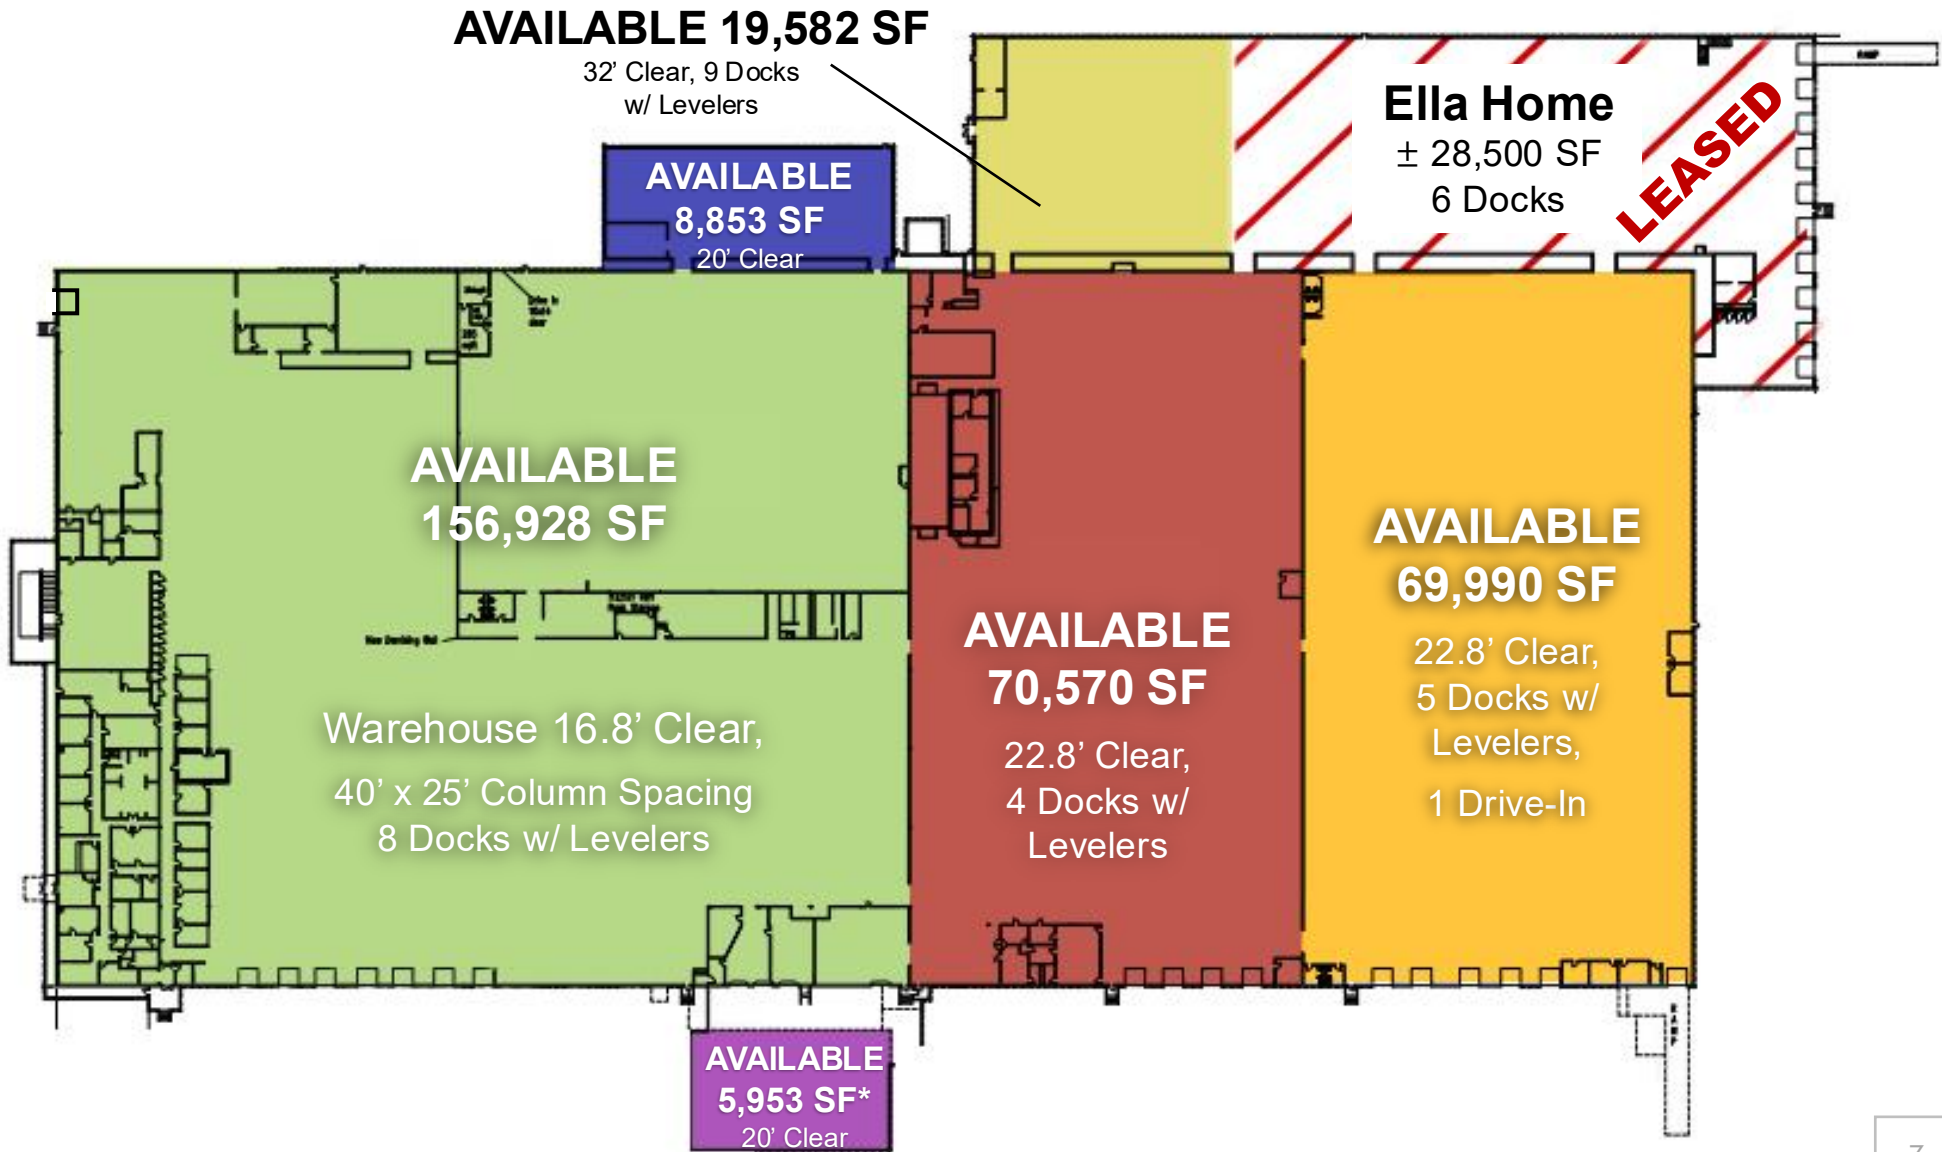 AVAILABLE 19,582 SF
32’ Clear, 9 Docks
w/ Levelers
Ella Home
± 28,500 SF
6 Docks
LEASED
AVAILABLE
8,853 SF
20’ Clear
AVAILABLE
156,928 SF
Warehouse 16.8’ Clear,
40’ x 25’ Column Spacing
8 Docks w/ Levelers
AVAILABLE
70,570 SF
22.8’ Clear,
4 Docks w/
Levelers
AVAILABLE
69,990 SF
22.8’ Clear,
5 Docks w/
Levelers,
1 Drive-In
AVAILABLE
5,953 SF*
20’ Clear